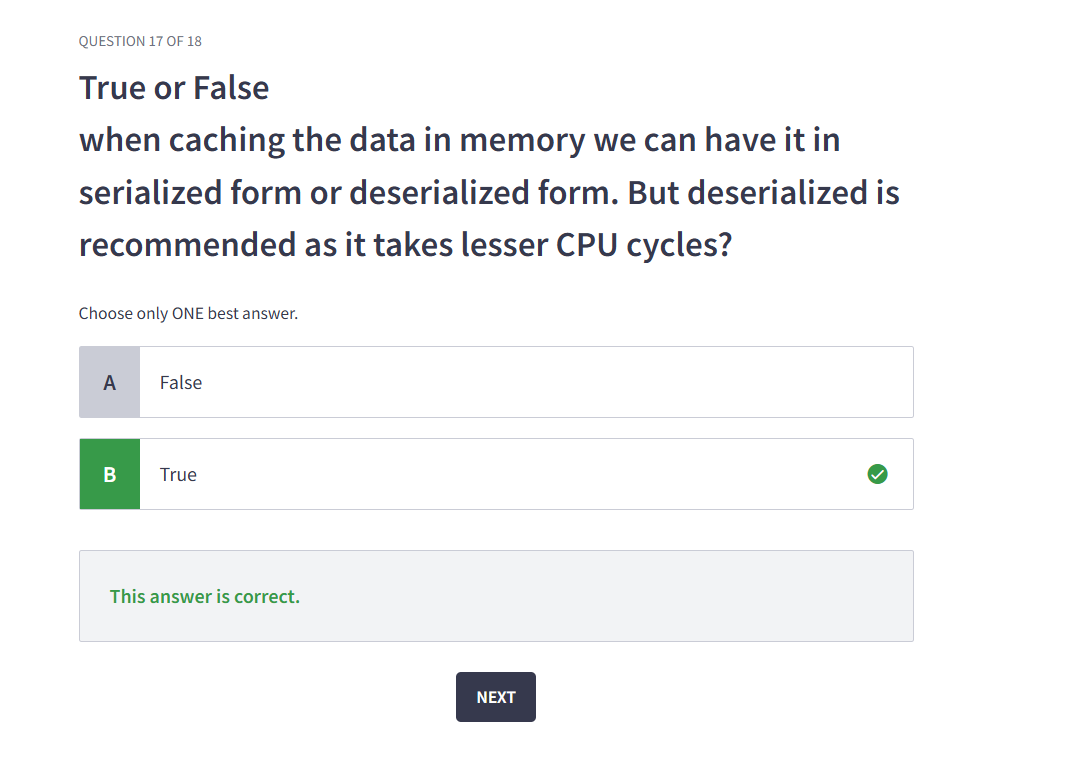 QUESTION 17 OF 18
True or False
when caching the data in memory we can have it in
serialized form or deserialized form. But deserialized is
recommended as it takes lesser CPU cycles?
Choose only ONE best answer.
A False
B True
This answer is correct.
NEXT